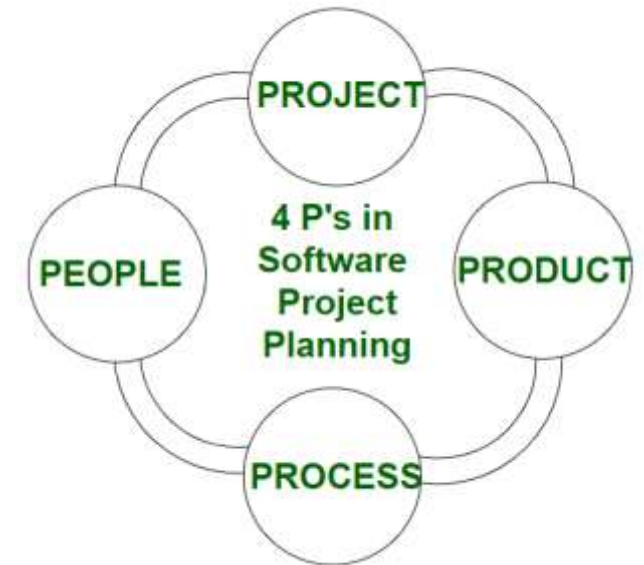 PROJECT
PEOPLE
4 P's in
Software
Project
Planning
PRODUCT
PROCESS